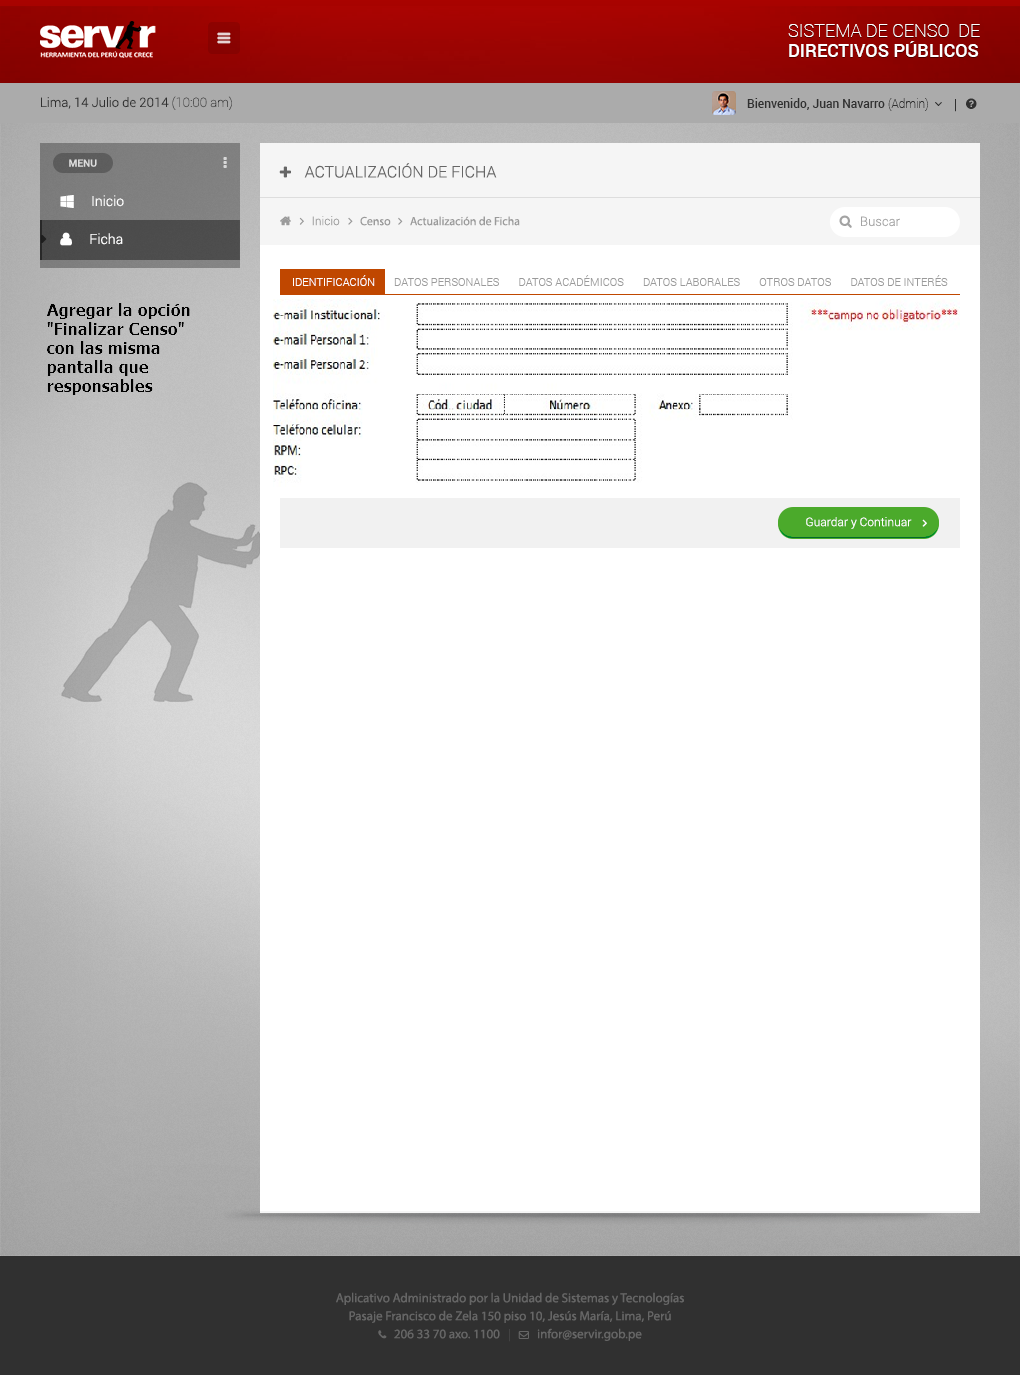 servir
HERRAMIENTA DEL PERÚ QUE CRECE
SISTEMA DE CENSO DE
DIRECTIVOS PÚBLICOS
Lima, 14 Julio de 2014 (10:00 am)
Bienvenido, Juan Navarro (Admin)
MENU
Inicio
Ficha
Agregar la opción
"Finalizar Censo"
con las misma
pantalla que
responsables
ACTUALIZACIÓN DE FICHA
Inicio > Censo > Actualización de Ficha
Buscar
IDENTIFICACIÓN DATOS PERSONALES DATOS ACADÉMICOS DATOS LABORALES OTROS DATOS DATOS DE INTERÉS
e-mail Institucional: ***campo no obligatorio***
e-mail Personal 1:
e-mail Personal 2:
Teléfono oficina: Cód. ciudad Número Anexo:
Teléfono celular:
RPM:
RPC:
Guardar y Continuar
Aplicativo Administrado por la Unidad de Sistemas y Tecnologías
Pasaje Francisco de Zela 150 piso 10, Jesús María, Lima, Perú
206 33 70 axo. 1100 | infor@servir.gob.pe